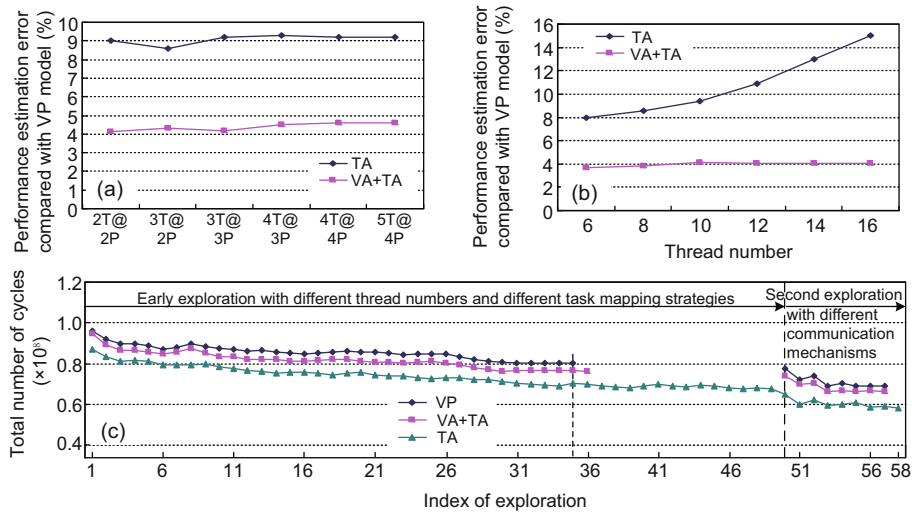 Performance estimation error
compared with VP model (%)
10
9
8
7
6
5
4
3
2
1
0
(a)
TA
VA+TA
2T@
2P
3T@
2P
3T@
3P
4T@
3P
4T@
4P
5T@
4P
Performance estimation error
compared with VP model (%)
16
14
12
10
8
6
4
2
0
(b)
TA
VA+TA
6
8
10
12
14
16
Thread number
Total number of cycles
(×10⁸)
1.2
1.0
0.8
0.6
0.4
Early exploration with different thread numbers and different task mapping strategies
Second exploration
with different
communication
mechanisms
(c)
VP
VA+TA
TA
1
6
11
16
21
26
31
36
41
46
51
56
58
Index of exploration